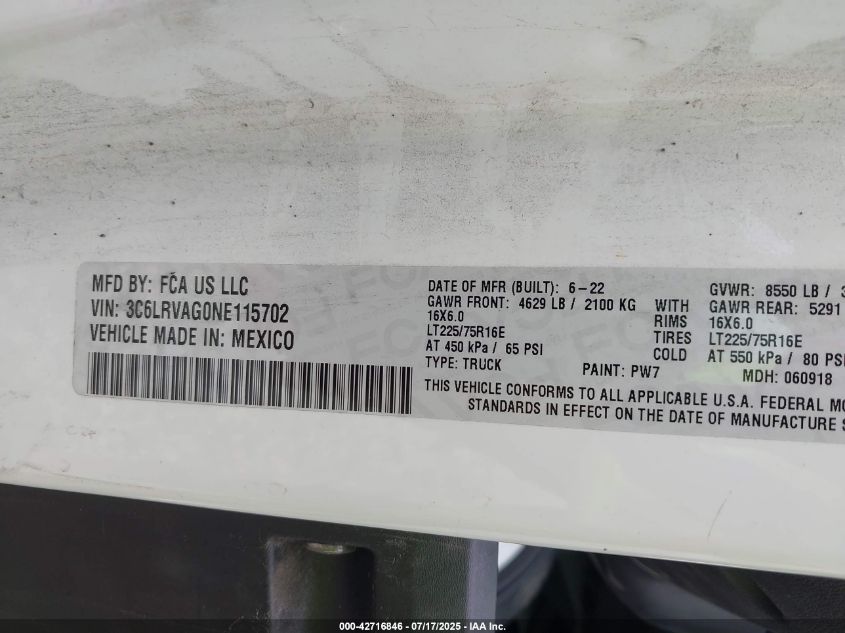 MFD BY: FCA US LLC
VIN: 3C6LRVAG0NE115702
VEHICLE MADE IN: MEXICO
DATE OF MFR (BUILT): 6-22
GAWR FRONT: 4629 LB / 2100 KG WITH
16X6.0 RIMS
LT225/75R16E TIRES
AT 450 kPa / 65 PSI COLD
TYPE: TRUCK PAINT: PW7
GVWR: 8550 LB /
GAWR REAR: 5291
16X6.0
LT225/75R16E
AT 550 kPa / 80 PSI
MDH: 060918
THIS VEHICLE CONFORMS TO ALL APPLICABLE U.S.A. FEDERAL MO
STANDARDS IN EFFECT ON THE DATE OF MANUFACTURE S
000-42716846 - 07/17/2025 - IAA Inc.